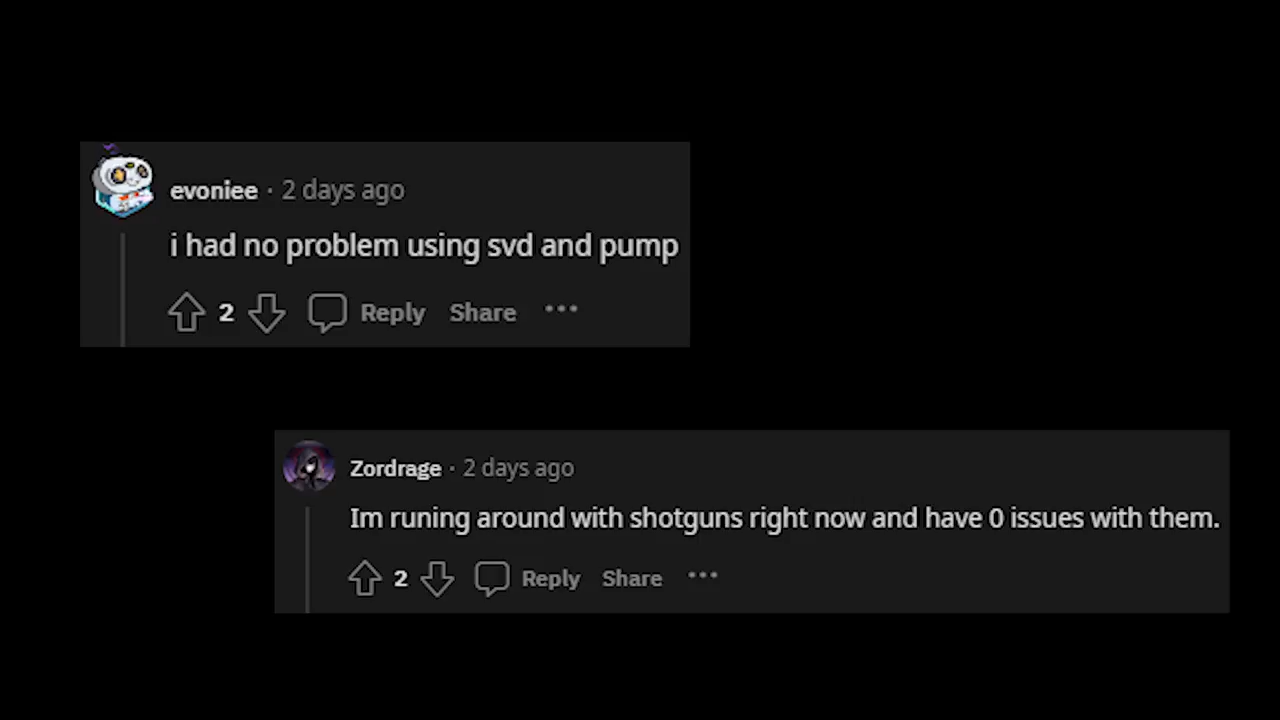 evoniee · 2 days ago
i had no problem using svd and pump
2 Reply Share ...
Zordrage · 2 days ago
Im runing around with shotguns right now and have 0 issues with them.
2 Reply Share ...